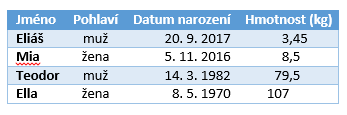 Jméno Pohlaví Datum narození Hmotnost (kg)
Eliáš muž 20. 9. 2017 3,45
Mia žena 5. 11. 2016 8,5
Teodor muž 14. 3. 1982 79,5
Ella žena 8. 5. 1970 107